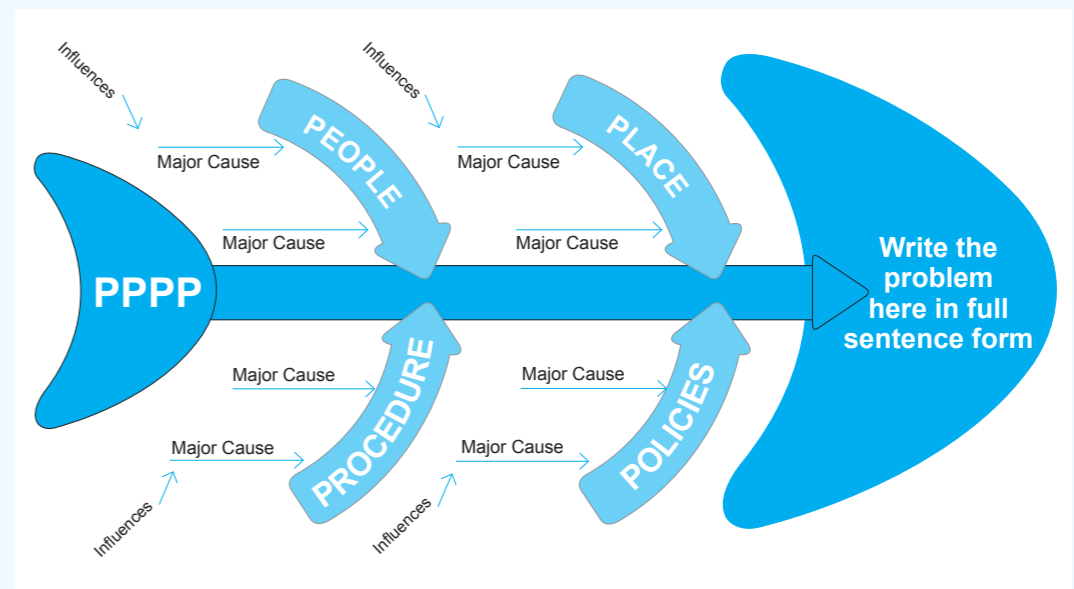 Influences
Major Cause
PEOPLE
Major Cause
Influences
Major Cause
PLACE
Major Cause
PPPP
Write the
problem
here in full
sentence form
Major Cause
PROCEDURE
Major Cause
Influences
Major Cause
POLICIES
Major Cause
Influences